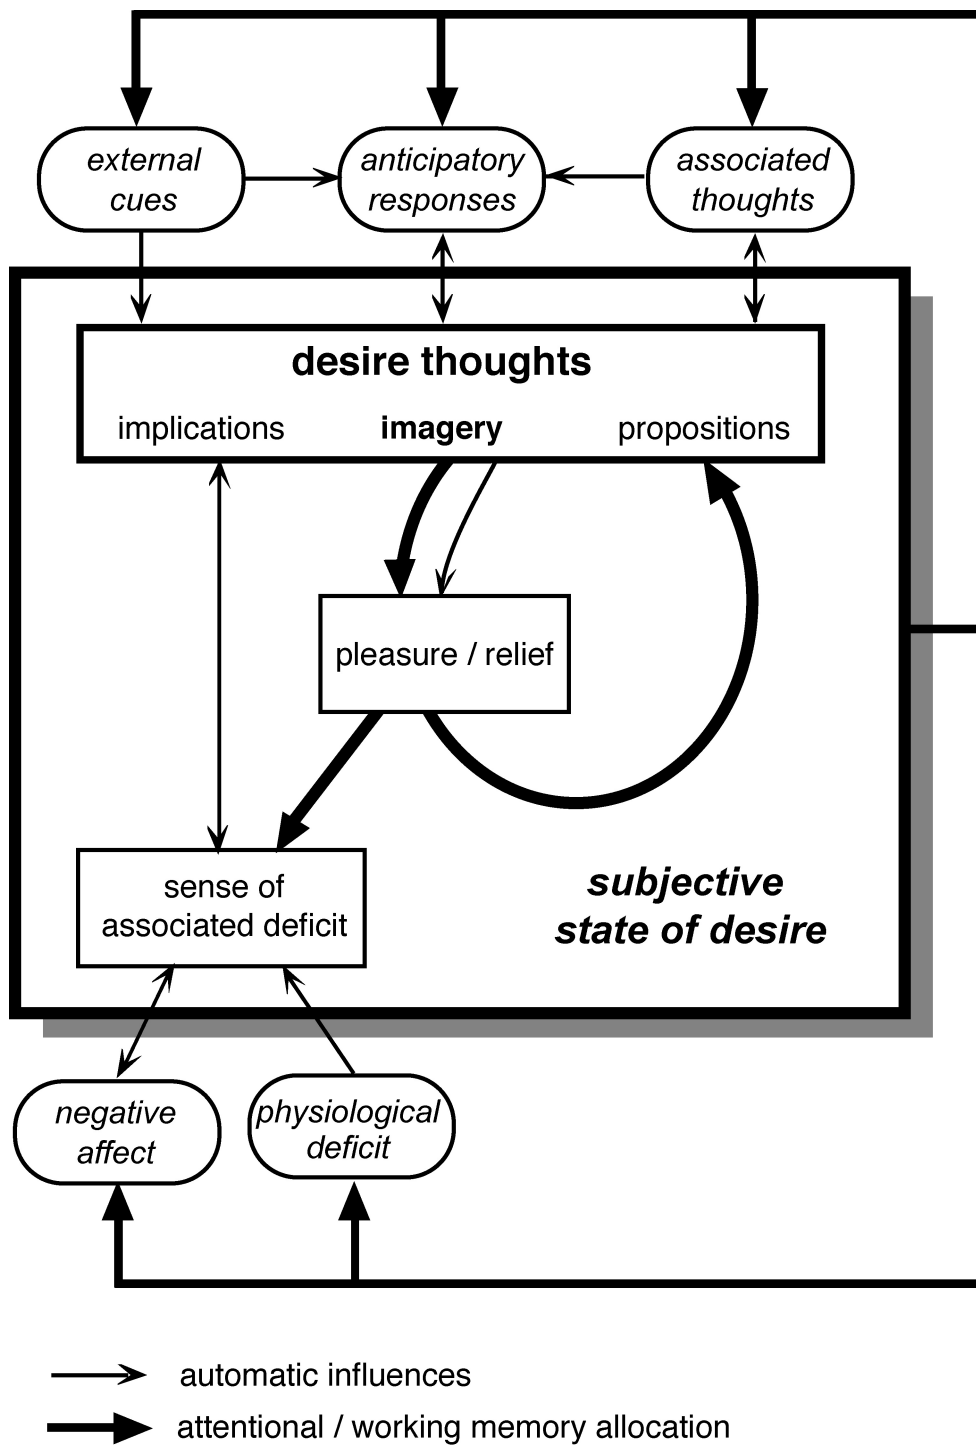 external
cues
anticipatory
responses
associated
thoughts
desire thoughts
implications
imagery
propositions
pleasure / relief
sense of
associated deficit
subjective
state of desire
negative
affect
physiological
deficit
automatic influences
attentional / working memory allocation